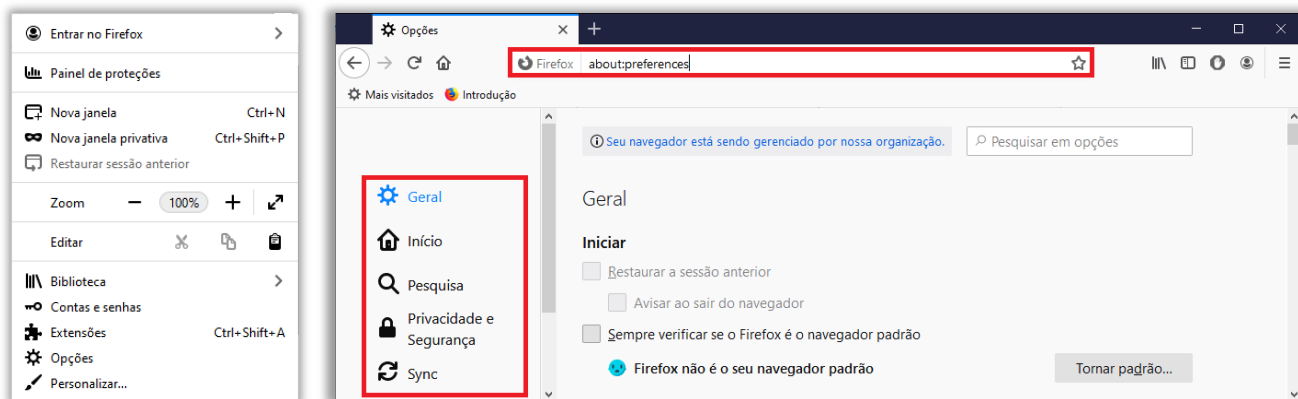 Entrar no Firefox
Painel de proteções
Nova janela Ctrl+N
Nova janela privativa Ctrl+Shift+P
Restaurar sessão anterior
Zoom 100%
Editar
Biblioteca
Contas e senhas
Extensões Ctrl+Shift+A
Opções
Personalizar...
Opções
Firefox about:preferences
Mais visitados Introdução
Seu navegador está sendo gerenciado por nossa organização. Pesquisar em opções
Geral
Início
Pesquisa
Privacidade e
Segurança
Sync
Geral
Iniciar
Restaurar a sessão anterior
Avisar ao sair do navegador
Sempre verificar se o Firefox é o navegador padrão
Firefox não é o seu navegador padrão Tornar padrão...